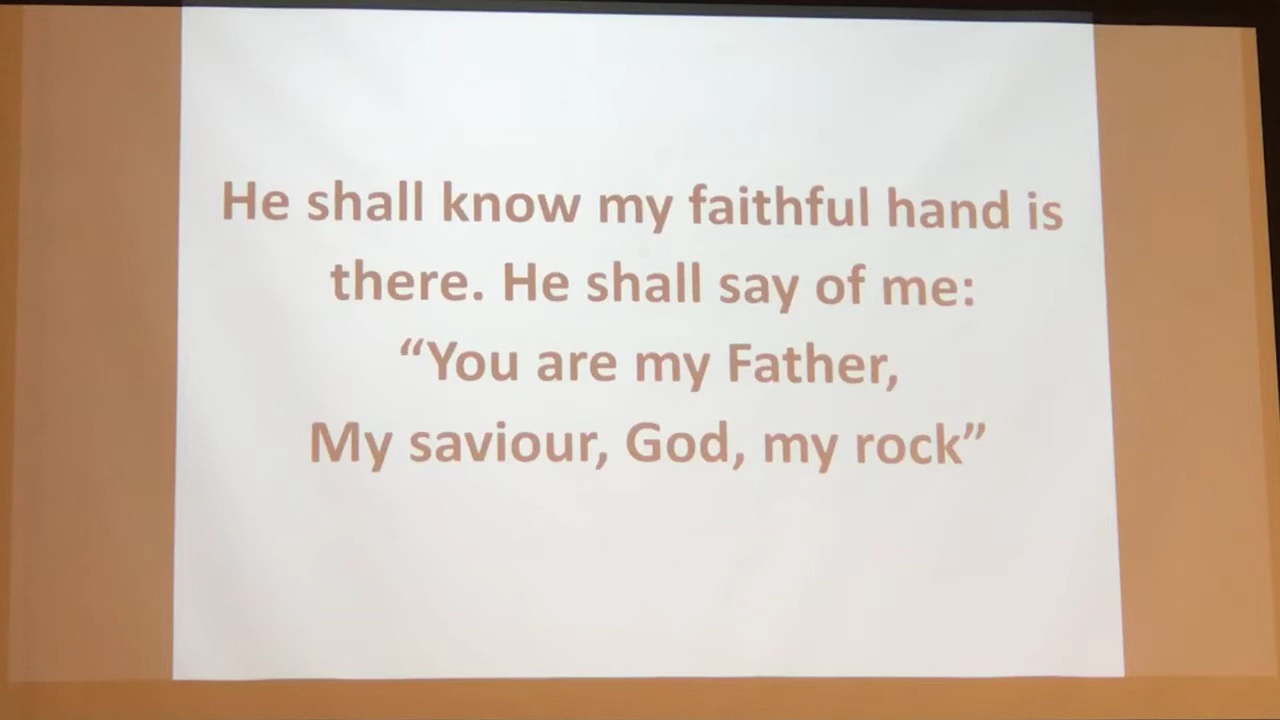 He shall know my faithful hand is
there. He shall say of me:
“You are my Father,
My saviour, God, my rock”